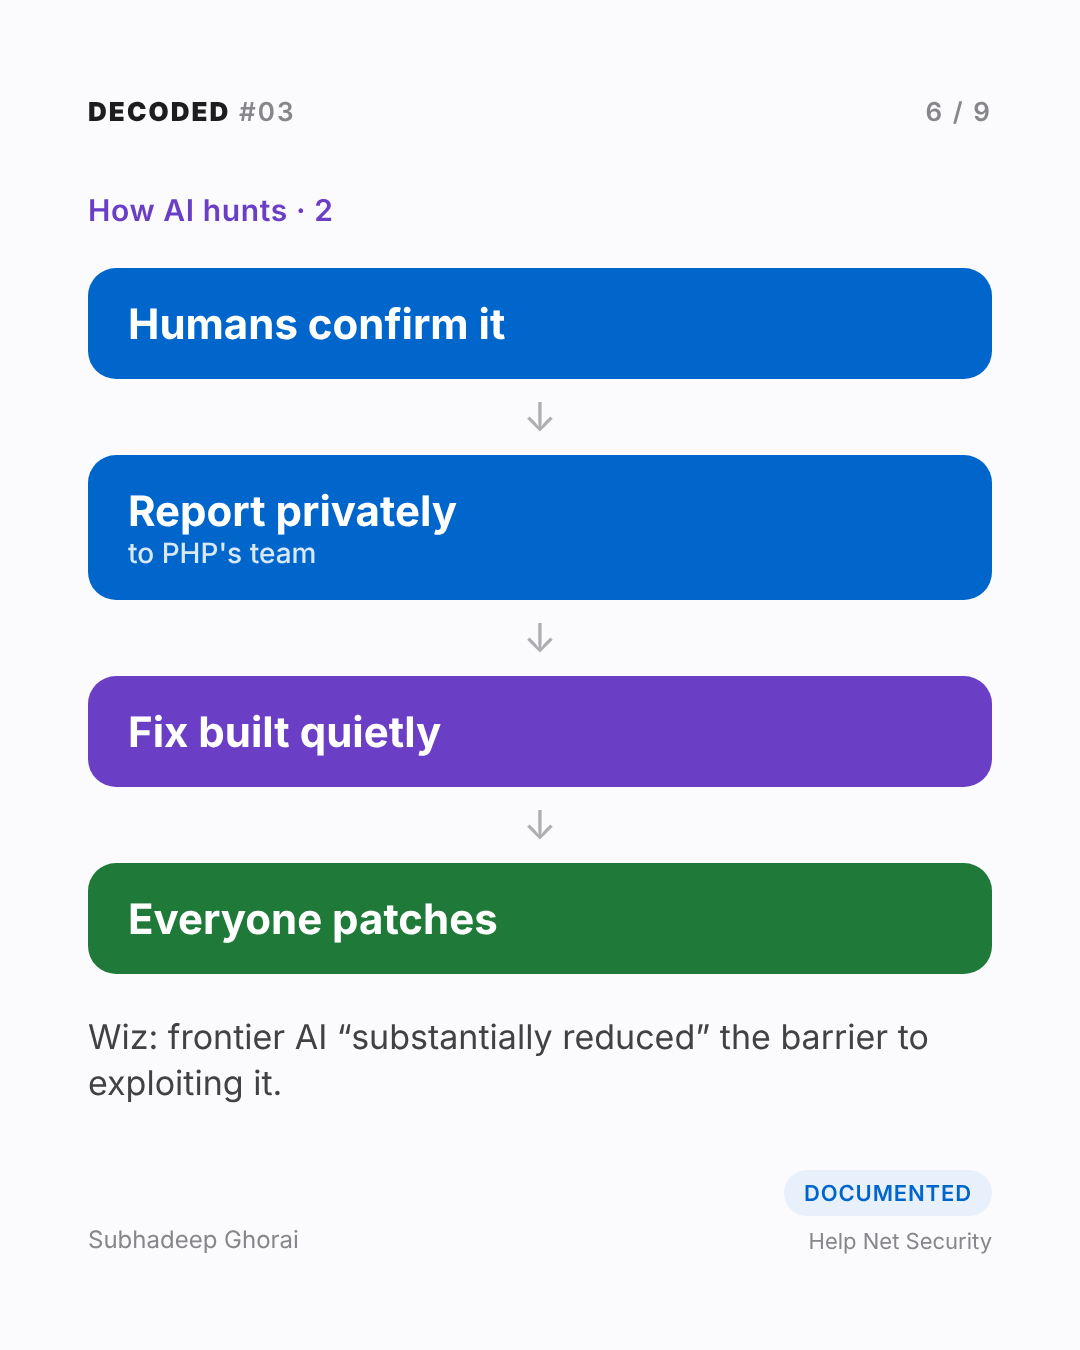 DECODED #03
6 / 9
How AI hunts · 2
Humans confirm it
↓
Report privately
to PHP's team
↓
Fix built quietly
↓
Everyone patches
Wiz: frontier AI “substantially reduced” the barrier to
exploiting it.
DOCUMENTED
Subhadeep Ghorai
Help Net Security